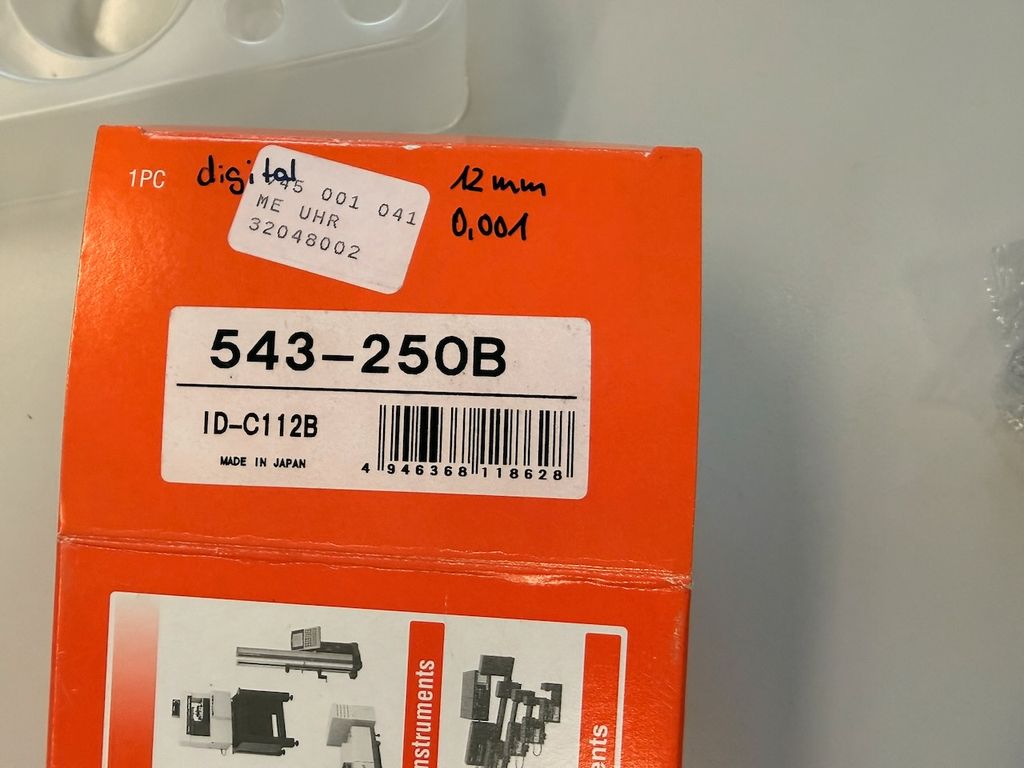 1PC
digital
12 mm
0,001
45 001 041
ME UHR
32048002
543-250B
ID-C112B
MADE IN JAPAN
4 946368 118628
nstruments
ents